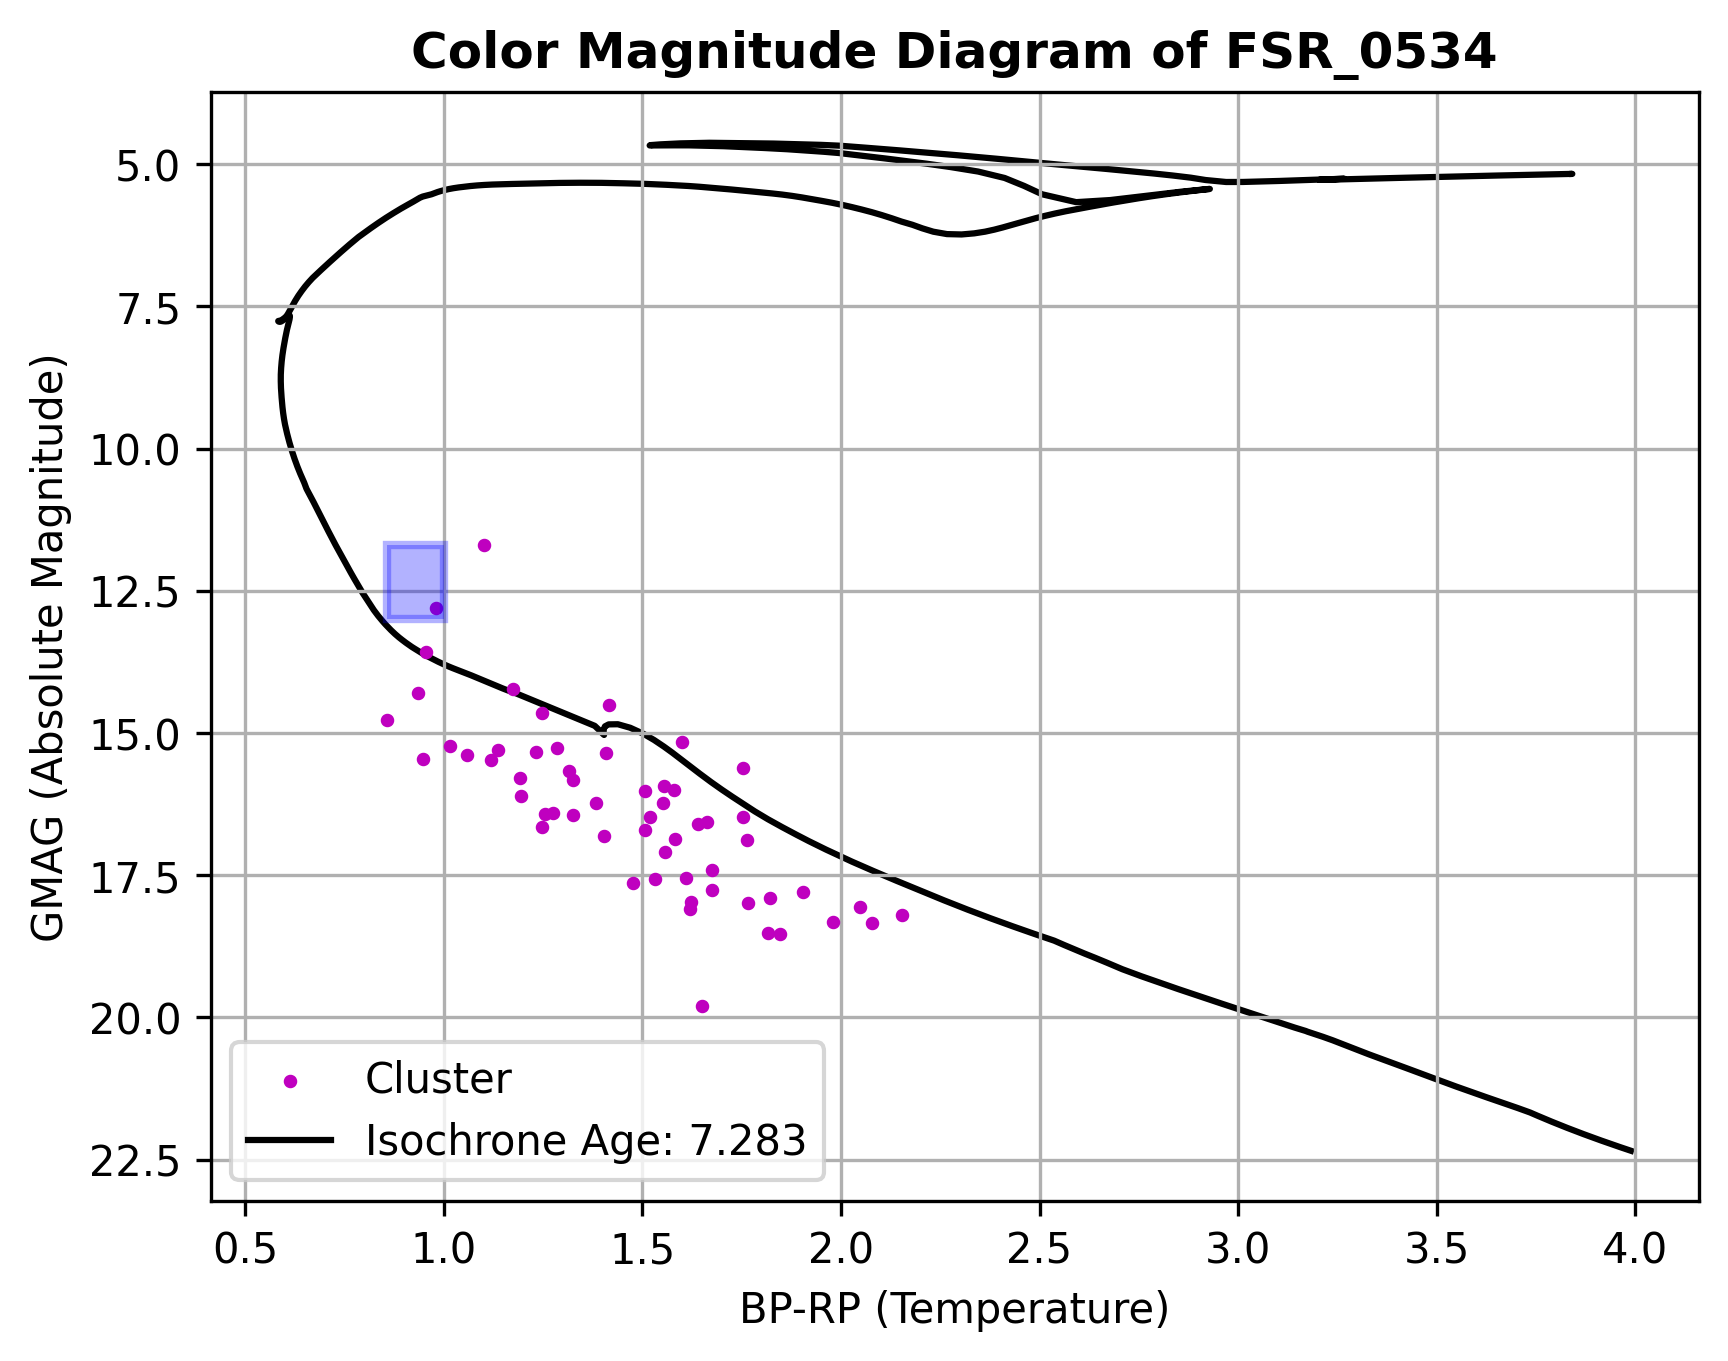 Color Magnitude Diagram of FSR_0534
GMAG (Absolute Magnitude)
5.0
7.5
10.0
12.5
15.0
17.5
20.0
22.5
Cluster
Isochrone Age: 7.283
0.5 1.0 1.5 2.0 2.5 3.0 3.5 4.0
BP-RP (Temperature)